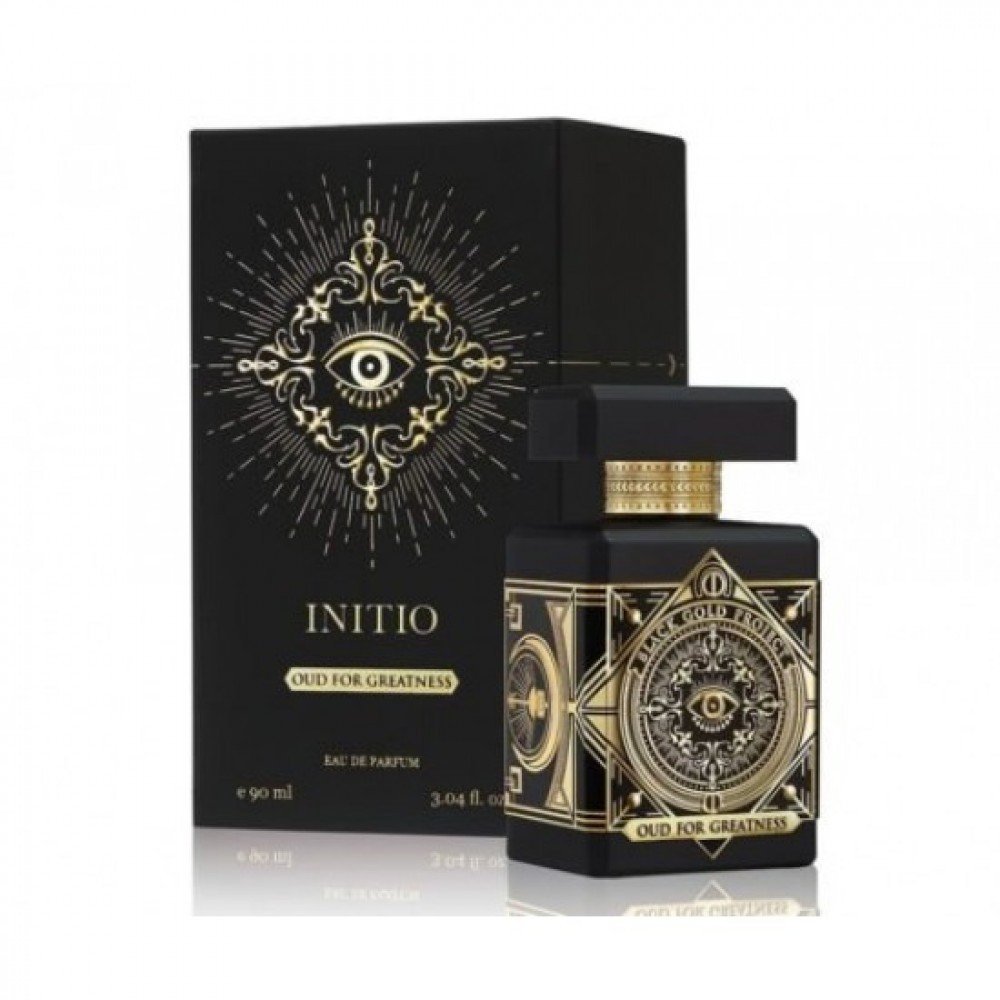 INITIO
OUD FOR GREATNESS
EAU DE PARFUM
e 90 ml
3.04 fl. oz
BLACK GOLD PROJECT
OUD FOR GREATNESS